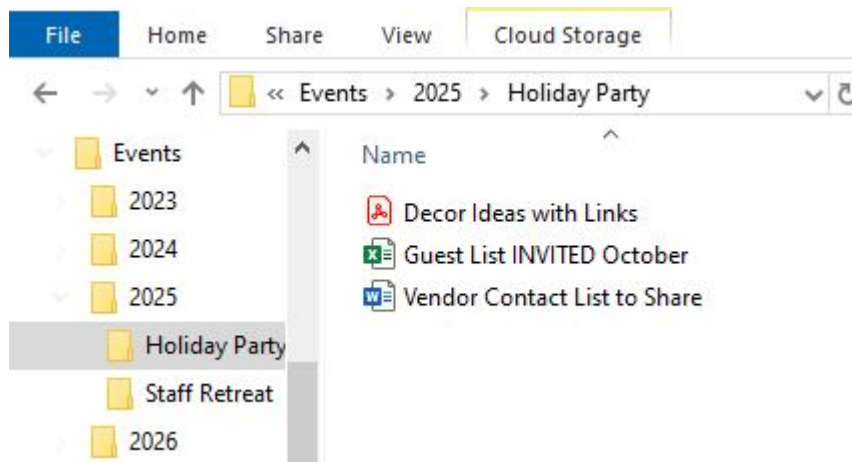 File Home Share View Cloud Storage
« Events > 2025 > Holiday Party
Events
2023
2024
2025
Holiday Party
Staff Retreat
2026
Name
Decor Ideas with Links
Guest List INVITED October
Vendor Contact List to Share